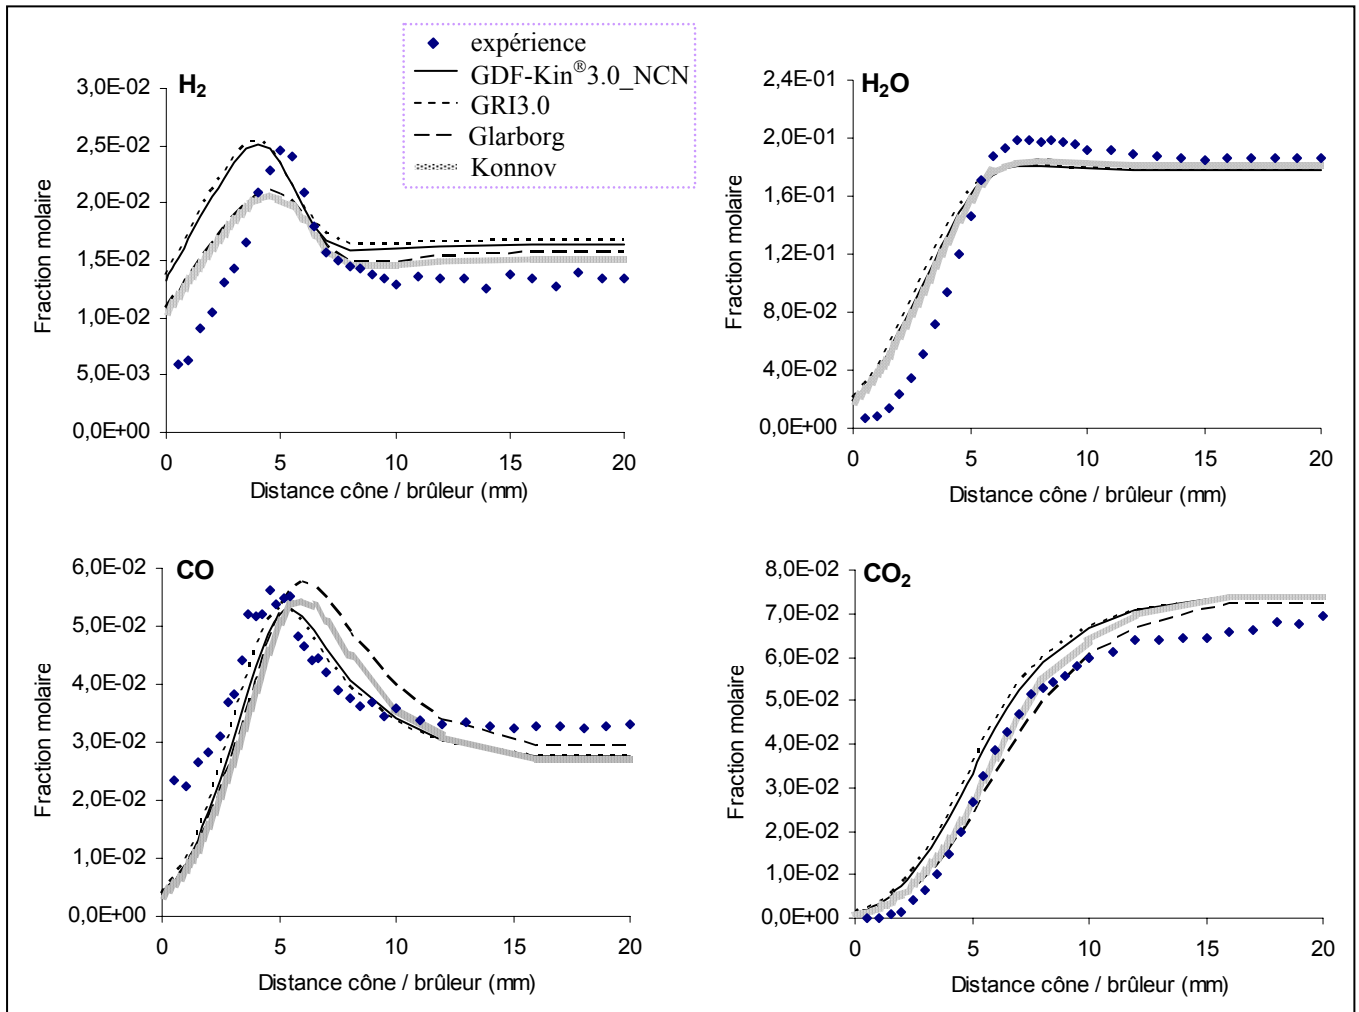 expérience
GDF-Kin®3.0_NCN
GRI3.0
Glarborg
Konnov
H2
Fraction molaire
3,0E-02
2,5E-02
2,0E-02
1,5E-02
1,0E-02
5,0E-03
0,0E+00
0 5 10 15 20
Distance cône / brûleur (mm)
H2O
Fraction molaire
2,4E-01
2,0E-01
1,6E-01
1,2E-01
8,0E-02
4,0E-02
0,0E+00
0 5 10 15 20
Distance cône / brûleur (mm)
CO
Fraction molaire
6,0E-02
5,0E-02
4,0E-02
3,0E-02
2,0E-02
1,0E-02
0,0E+00
0 5 10 15 20
Distance cône / brûleur (mm)
CO2
Fraction molaire
8,0E-02
7,0E-02
6,0E-02
5,0E-02
4,0E-02
3,0E-02
2,0E-02
1,0E-02
0,0E+00
0 5 10 15 20
Distance cône / brûleur (mm)